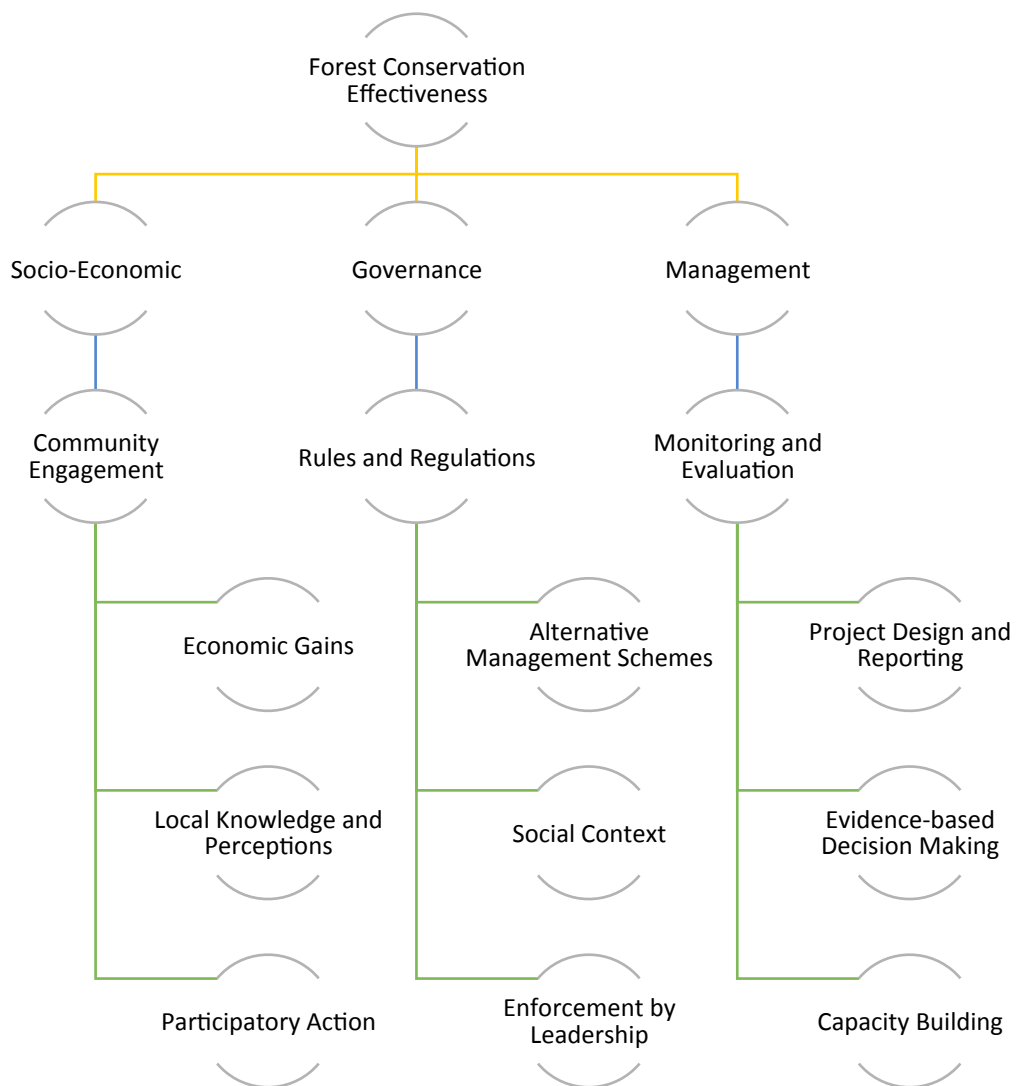 Forest Conservation
Effectiveness
Socio-Economic
Governance
Management
Community
Engagement
Rules and Regulations
Monitoring and
Evaluation
Economic Gains
Alternative
Management Schemes
Project Design and
Reporting
Local Knowledge and
Perceptions
Social Context
Evidence-based
Decision Making
Participatory Action
Enforcement by
Leadership
Capacity Building